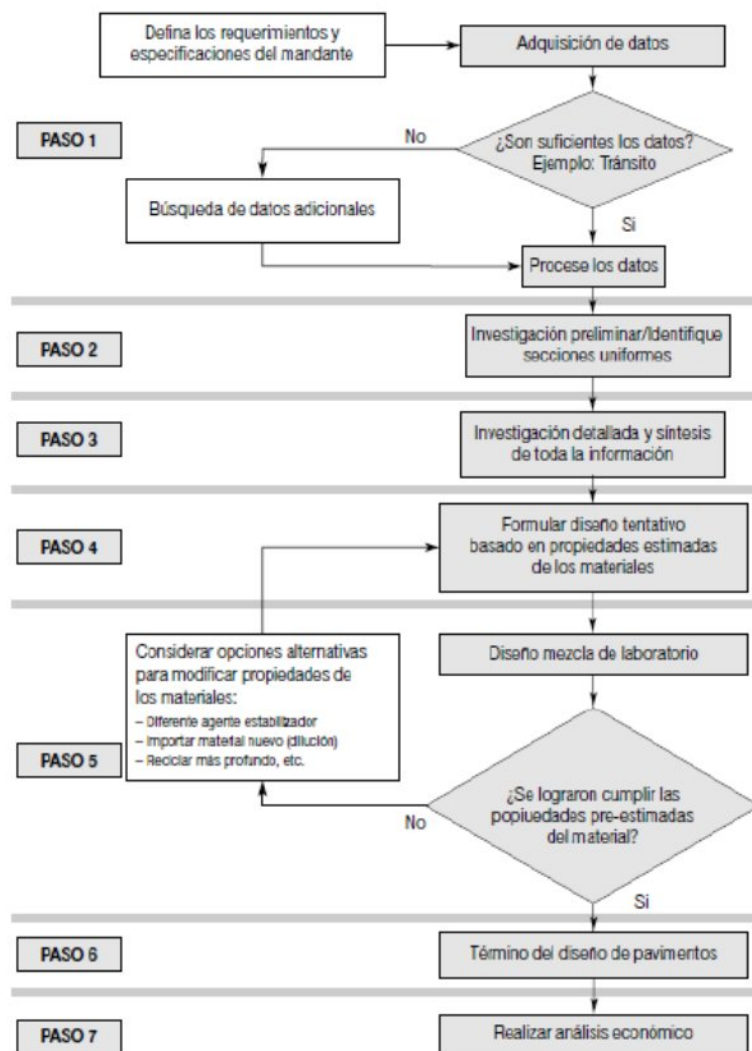 Defina los requerimientos y
especificaciones del mandante
Adquisición de datos
PASO 1
No
¿Son suficientes los datos?
Ejemplo: Tránsito
Búsqueda de datos adicionales
Si
Procese los datos
PASO 2
Investigación preliminar/Identifique
secciones uniformes
PASO 3
Investigación detallada y síntesis
de toda la información
PASO 4
Formular diseño tentativo
basado en propiedades estimadas
de los materiales
Considerar opciones alternativas
para modificar propiedades de
los materiales:
– Diferente agente estabilizador
– Importar material nuevo (dilución)
– Reciclar más profundo, etc.
Diseño mezcla de laboratorio
PASO 5
No
¿Se lograron cumplir las
popiuedades pre-estimadas
del material?
Si
PASO 6
Término del diseño de pavimentos
PASO 7
Realizar análisis económico